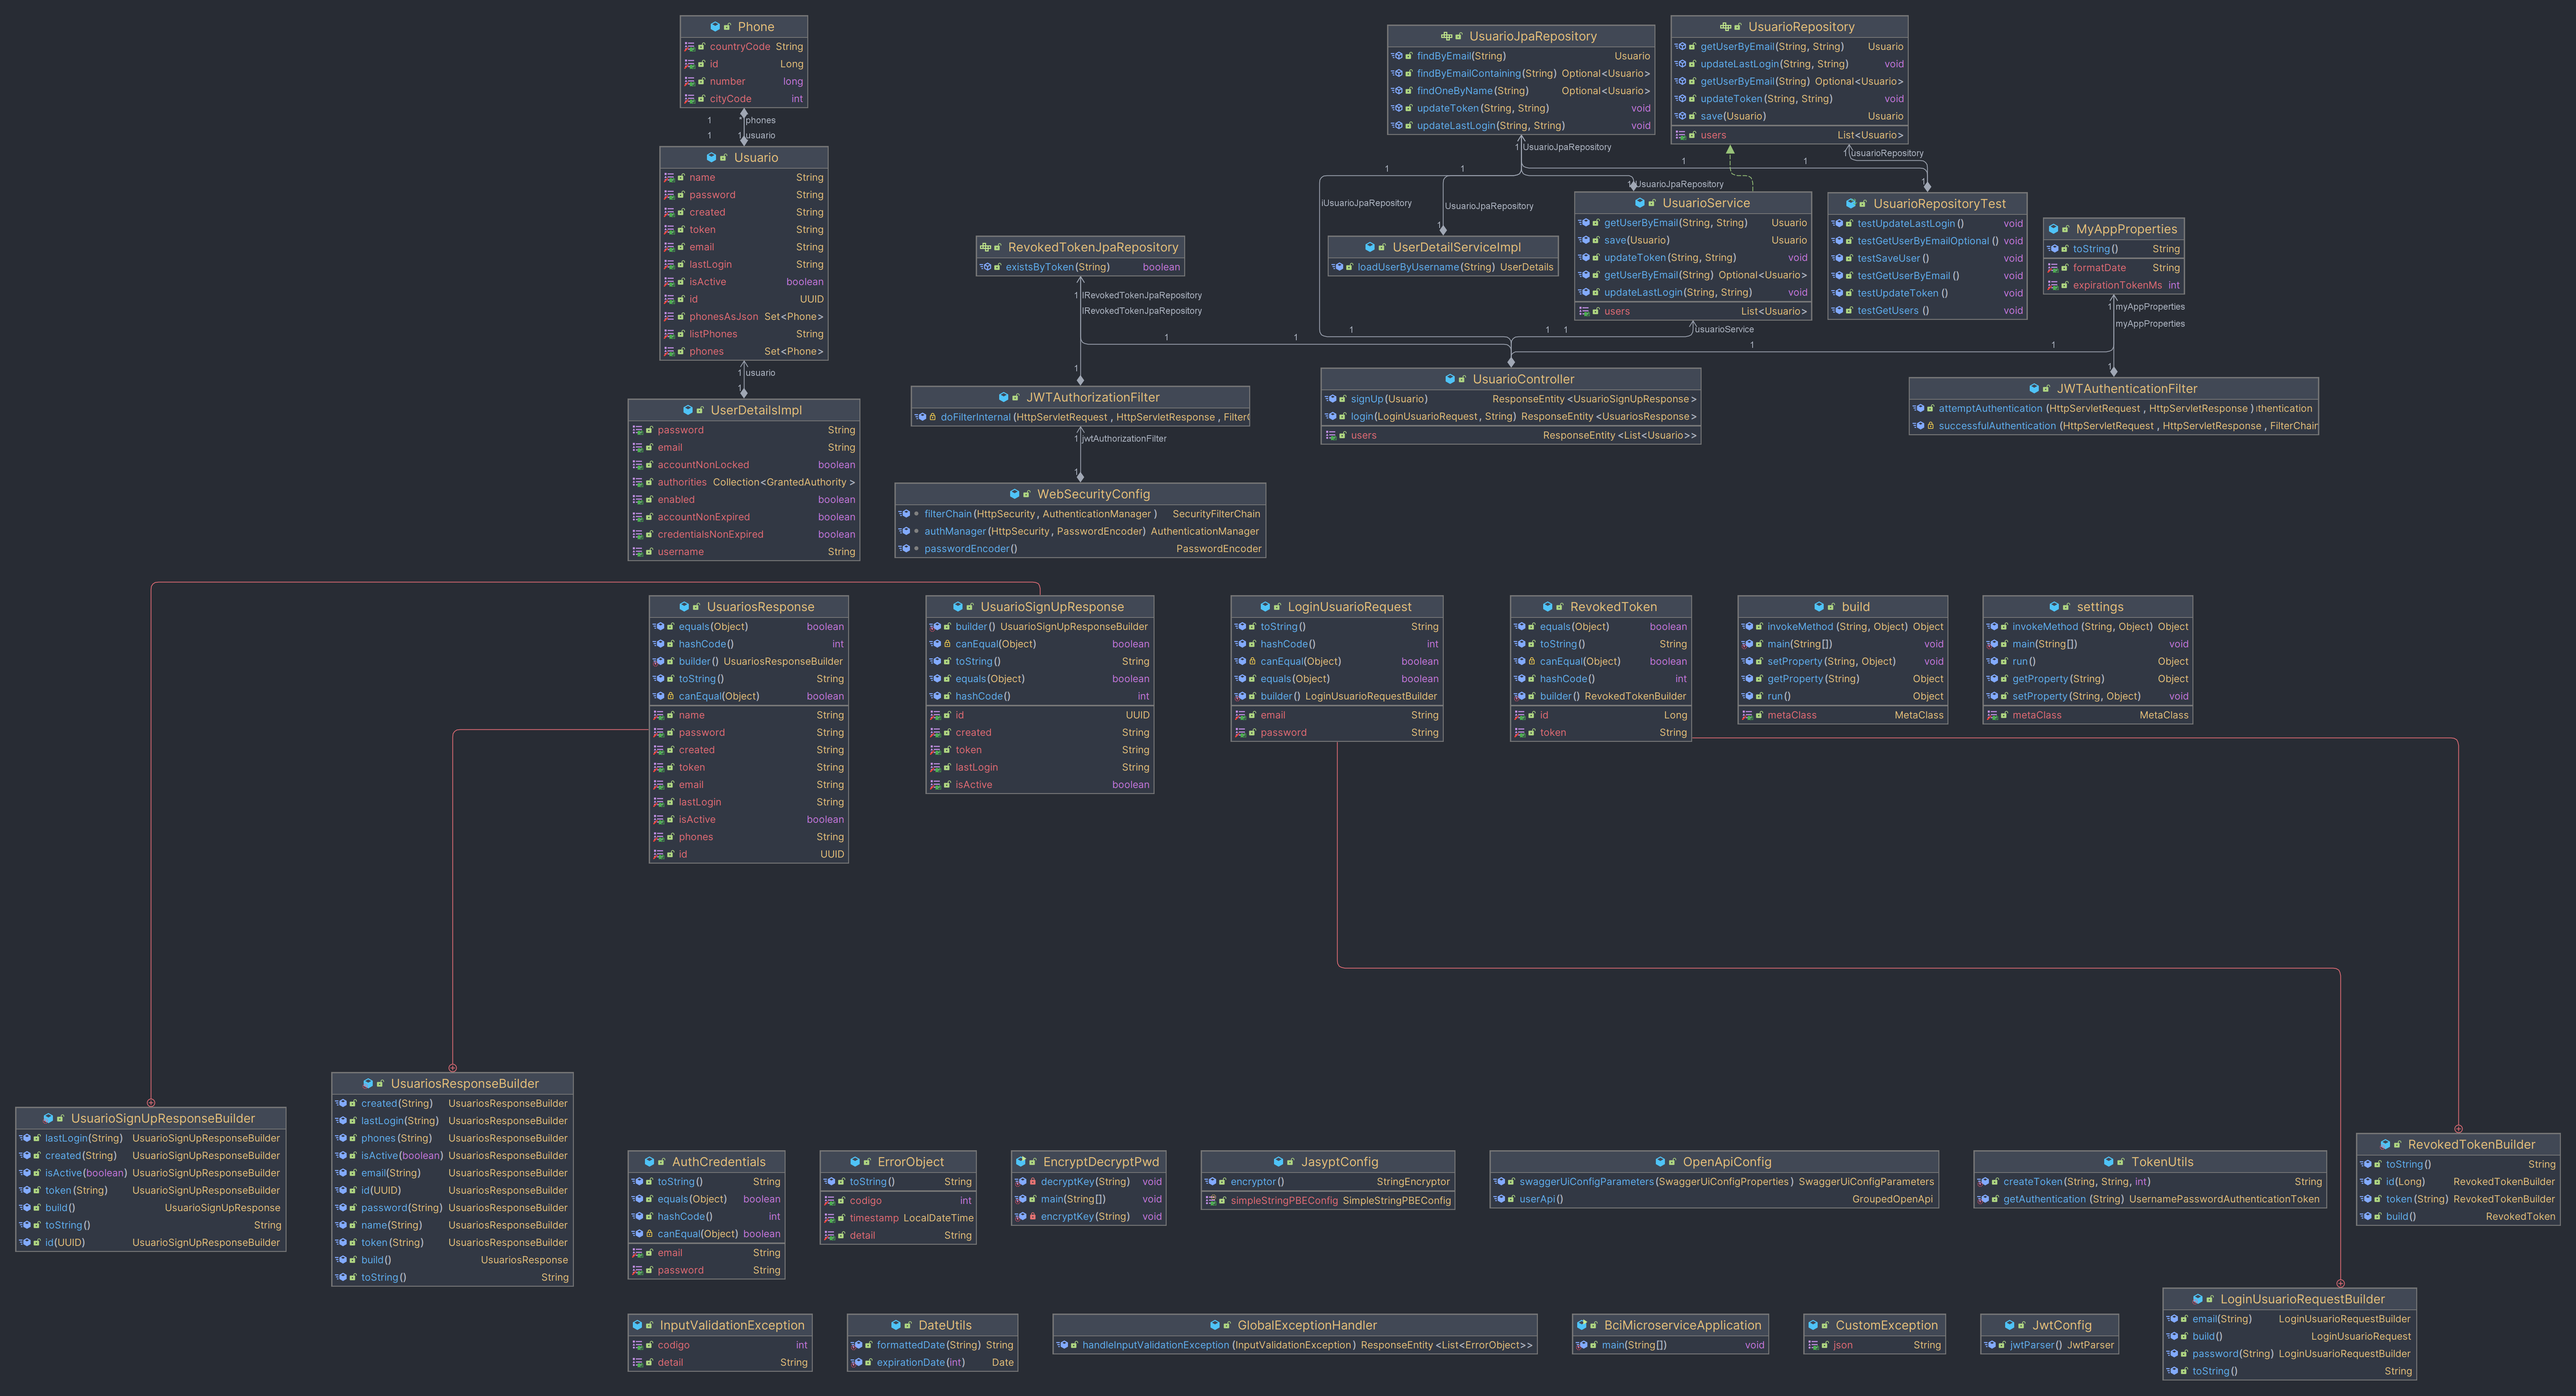 Phone
countryCode String
id Long
number long
cityCode int
1 * phones
1 1 usuario
Usuario
name String
password String
created String
token String
email String
lastLogin String
isActive boolean
id UUID
phonesAsJson Set<Phone>
listPhones String
phones Set<Phone>
1 usuario
1
UserDetailsImpl
password String
email String
accountNonLocked boolean
authorities Collection<GrantedAuthority>
enabled boolean
accountNonExpired boolean
credentialsNonExpired boolean
username String
UsuarioJpaRepository
findByEmail(String) Usuario
findByEmailContaining(String) Optional<Usuario>
findOneByName(String) Optional<Usuario>
updateToken(String, String) void
updateLastLogin(String, String) void
UsuarioRepository
getUserByEmail(String, String) Usuario
updateLastLogin(String, String) void
getUserByEmail(String) Optional<Usuario>
updateToken(String, String) void
save(Usuario) Usuario
users List<Usuario>
1 UsuarioJpaRepository
1 usuarioRepository
1 1
1 1
1 UsuarioJpaRepository
1
iUsuarioJpaRepository
UsuarioJpaRepository
1
RevokedTokenJpaRepository
existsByToken(String) boolean
UserDetailServiceImpl
loadUserByUsername(String) UserDetails
UsuarioService
getUserByEmail(String, String) Usuario
save(Usuario) Usuario
updateToken(String, String) void
getUserByEmail(String) Optional<Usuario>
updateLastLogin(String, String) void
users List<Usuario>
UsuarioRepositoryTest
testUpdateLastLogin() void
testGetUserByEmailOptional() void
testSaveUser() void
testGetUserByEmail() void
testUpdateToken() void
testGetUsers() void
MyAppProperties
toString() String
formatDate String
expirationTokenMs int
1 IRevokedTokenJpaRepository
IRevokedTokenJpaRepository
1 myAppProperties
myAppProperties
1 1 1 usuarioService
1 1 1 1
1
1
JWTAuthorizationFilter
doFilterInternal(HttpServletRequest, HttpServletResponse, FilterC
UsuarioController
signUp(Usuario) ResponseEntity<UsuarioSignUpResponse>
login(LoginUsuarioRequest, String) ResponseEntity<UsuariosResponse>
users ResponseEntity<List<Usuario>>
JWTAuthenticationFilter
attemptAuthentication(HttpServletRequest, HttpServletResponse)ithentication
successfulAuthentication(HttpServletRequest, HttpServletResponse, FilterChain
1 jwtAuthorizationFilter
1
WebSecurityConfig
filterChain(HttpSecurity, AuthenticationManager) SecurityFilterChain
authManager(HttpSecurity, PasswordEncoder) AuthenticationManager
passwordEncoder() PasswordEncoder
UsuariosResponse
equals(Object) boolean
hashCode() int
builder() UsuariosResponseBuilder
toString() String
canEqual(Object) boolean
name String
password String
created String
token String
email String
lastLogin String
isActive boolean
phones String
id UUID
UsuarioSignUpResponse
builder() UsuarioSignUpResponseBuilder
canEqual(Object) boolean
toString() String
equals(Object) boolean
hashCode() int
id UUID
created String
token String
lastLogin String
isActive boolean
LoginUsuarioRequest
toString() String
hashCode() int
canEqual(Object) boolean
equals(Object) boolean
builder() LoginUsuarioRequestBuilder
email String
password String
RevokedToken
equals(Object) boolean
toString() String
canEqual(Object) boolean
hashCode() int
builder() RevokedTokenBuilder
id Long
token String
build
invokeMethod(String, Object) Object
main(String[]) void
setProperty(String, Object) void
getProperty(String) Object
run() Object
metaClass MetaClass
settings
invokeMethod(String, Object) Object
main(String[]) void
run() Object
getProperty(String) Object
setProperty(String, Object) void
metaClass MetaClass
UsuarioSignUpResponseBuilder
lastLogin(String) UsuarioSignUpResponseBuilder
created(String) UsuarioSignUpResponseBuilder
isActive(boolean) UsuarioSignUpResponseBuilder
token(String) UsuarioSignUpResponseBuilder
build() UsuarioSignUpResponse
toString() String
id(UUID) UsuarioSignUpResponseBuilder
UsuariosResponseBuilder
created(String) UsuariosResponseBuilder
lastLogin(String) UsuariosResponseBuilder
phones(String) UsuariosResponseBuilder
isActive(boolean) UsuariosResponseBuilder
email(String) UsuariosResponseBuilder
id(UUID) UsuariosResponseBuilder
password(String) UsuariosResponseBuilder
name(String) UsuariosResponseBuilder
token(String) UsuariosResponseBuilder
build() UsuariosResponse
toString() String
AuthCredentials
toString() String
equals(Object) boolean
hashCode() int
canEqual(Object) boolean
email String
password String
ErrorObject
toString() String
codigo int
timestamp LocalDateTime
detail String
EncryptDecryptPwd
decryptKey(String) void
main(String[]) void
encryptKey(String) void
JasyptConfig
encryptor() StringEncryptor
simpleStringPBEConfig SimpleStringPBEConfig
OpenApiConfig
swaggerUiConfigParameters(SwaggerUiConfigProperties) SwaggerUiConfigParameters
userApi() GroupedOpenApi
TokenUtils
createToken(String, String, int) String
getAuthentication(String) UsernamePasswordAuthenticationToken
RevokedTokenBuilder
toString() String
id(Long) RevokedTokenBuilder
token(String) RevokedTokenBuilder
build() RevokedToken
InputValidationException
codigo int
detail String
DateUtils
formattedDate(String) String
expirationDate(int) Date
GlobalExceptionHandler
handleInputValidationException(InputValidationException) ResponseEntity<List<ErrorObject>>
BciMicroserviceApplication
main(String[]) void
CustomException
json String
JwtConfig
jwtParser() JwtParser
LoginUsuarioRequestBuilder
email(String) LoginUsuarioRequestBuilder
build() LoginUsuarioRequest
password(String) LoginUsuarioRequestBuilder
toString() String